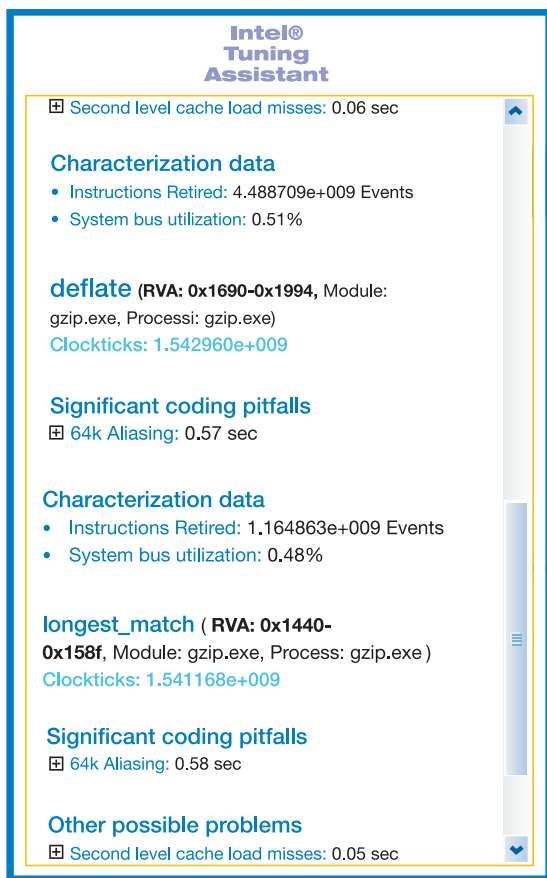 Intel®
Tuning
Assistant
Second level cache load misses: 0.06 sec
Characterization data
• Instructions Retired: 4.488709e+009 Events
• System bus utilization: 0.51%
deflate (RVA: 0x1690-0x1994, Module:
gzip.exe, Processi: gzip.exe)
Clockticks: 1.542960e+009
Significant coding pitfalls
64k Aliasing: 0.57 sec
Characterization data
• Instructions Retired: 1.164863e+009 Events
• System bus utilization: 0.48%
longest_match ( RVA: 0x1440-
0x158f, Module: gzip.exe, Process: gzip.exe )
Clockticks: 1.541168e+009
Significant coding pitfalls
64k Aliasing: 0.58 sec
Other possible problems
Second level cache load misses: 0.05 sec